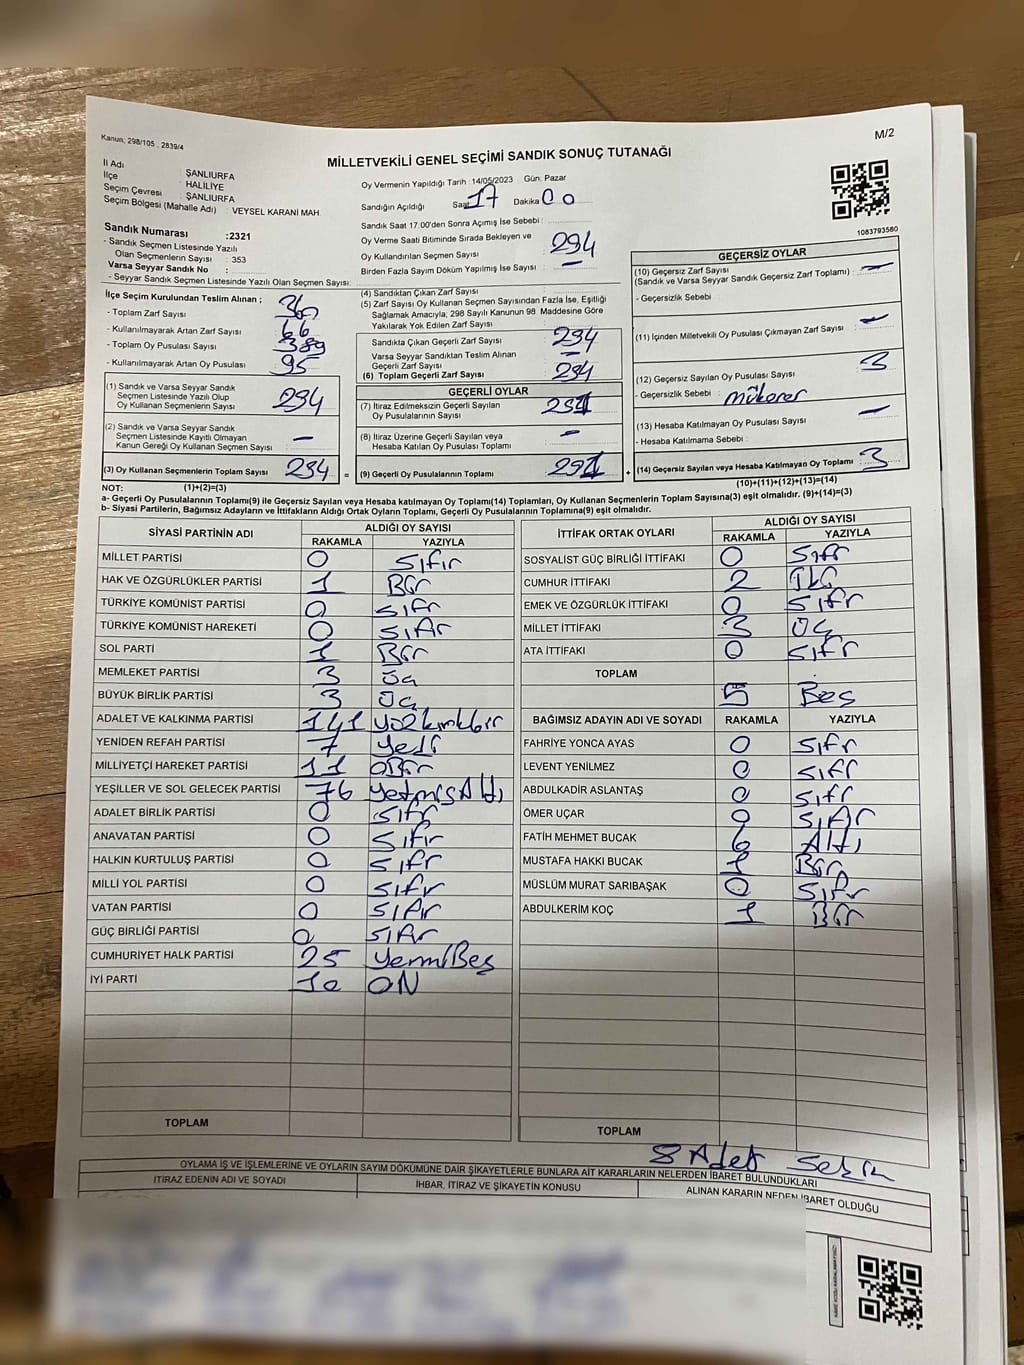 Kanun; 298/105 , 2839/4
M/2
MİLLETVEKİLİ GENEL SEÇİMİ SANDIK SONUÇ TUTANAĞI
İl Adı : ŞANLIURFA
İlçe : HALİLİYE
Seçim Çevresi : ŞANLIURFA
Seçim Bölgesi (Mahalle Adı) : VEYSEL KARANİ MAH
Sandık Numarası :2321
- Sandık Seçmen Listesinde Yazılı
Olan Seçmenlerin Sayısı : 353
Varsa Seyyar Sandık No :
- Seyyar Sandık Seçmen Listesinde Yazılı Olan Seçmen Sayısı:
Oy Vermenin Yapıldığı Tarih : 14/05/2023 Gün: Pazar
Sandığın Açıldığı Saat 17 Dakika 00
Sandık Saat 17.00'den Sonra Açımış İse Sebebi :
Oy Verme Saati Bitiminde Sırada Bekleyen ve
Oy Kullandırılan Seçmen Sayısı : 294
Birden Fazla Sayım Döküm Yapılmış İse Sayısı : —
1083793580
İlçe Seçim Kurulundan Teslim Alınan ;
- Toplam Zarf Sayısı : 360
- Kullanılmayarak Artan Zarf Sayısı : 66
- Toplam Oy Pusulası Sayısı : 389
- Kullanılmayarak Artan Oy Pusulası : 95
(1) Sandık ve Varsa Seyyar Sandık
Seçmen Listesinde Yazılı Olup
Oy Kullanan Seçmenlerin Sayısı : 294
(2) Sandık ve Varsa Seyyar Sandık
Seçmen Listesinde Kayıtlı Olmayan
Kanun Gereği Oy Kullanan Seçmen Sayısı : —
(3) Oy Kullanan Seçmenlerin Toplam Sayısı 294 =
(1)+(2)=(3)
(4) Sandıktan Çıkan Zarf Sayısı :
(5) Zarf Sayısı Oy Kullanan Seçmen Sayısından Fazla İse, Eşitliği
Sağlamak Amacıyla; 298 Sayılı Kanunun 98 Maddesine Göre
Yakılarak Yok Edilen Zarf Sayısı :
Sandıkta Çıkan Geçerli Zarf Sayısı : 294
Varsa Seyyar Sandıktan Teslim Alınan
Geçerli Zarf Sayısı : —
(6) Toplam Geçerli Zarf Sayısı : 294
GEÇERLİ OYLAR
(7) İtiraz Edilmeksizin Geçerli Sayılan
Oy Pusulalarının Sayısı : 291
(8) İtiraz Üzerine Geçerli Sayılan veya
Hesaba Katılan Oy Pusulası Toplamı : —
(9) Geçerli Oy Pusulalarının Toplamı : 291 +
GEÇERSİZ OYLAR
(10) Geçersiz Zarf Sayısı
(Sandık ve Varsa Seyyar Sandık Geçersiz Zarf Toplamı) : —
- Geçersizlik Sebebi :
(11) İçinden Milletvekili Oy Pusulası Çıkmayan Zarf Sayısı : —
(12) Geçersiz Sayılan Oy Pusulası Sayısı : 3
- Geçersizlik Sebebi : mükerer
(13) Hesaba Katılmayan Oy Pusulası Sayısı : —
- Hesaba Katılmama Sebebi :
(14) Geçersiz Sayılan veya Hesaba Katılmayan Oy Toplamı : 3
(10)+(11)+(12)+(13)=(14)
NOT:
a- Geçerli Oy Pusulalarının Toplamı(9) ile Geçersiz Sayılan veya Hesaba katılmayan Oy Toplamı(14) Toplamları, Oy Kullanan Seçmenlerin Toplam Sayısına(3) eşit olmalıdır. (9)+(14)=(3)
b- Siyasi Partilerin, Bağımsız Adayların ve İttifakların Aldığı Ortak Oyların Toplamı, Geçerli Oy Pusulalarının Toplamına(9) eşit olmalıdır.
SİYASİ PARTİNİN ADI ALDIĞI OY SAYISI
RAKAMLA YAZIYLA
MİLLET PARTİSİ 0 sıfır
HAK VE ÖZGÜRLÜKLER PARTİSİ 1 Bir
TÜRKİYE KOMÜNİST PARTİSİ 0 sıfır
TÜRKİYE KOMÜNİST HAREKETİ 0 sıfır
SOL PARTİ 1 Bir
MEMLEKET PARTİSİ 3 üç
BÜYÜK BİRLİK PARTİSİ 3 üç
ADALET VE KALKINMA PARTİSİ 141 yüzkırkbir
YENİDEN REFAH PARTİSİ 7 yedi
MİLLİYETÇİ HAREKET PARTİSİ 11 onBir
YEŞİLLER VE SOL GELECEK PARTİSİ 76 yetmişAltı
ADALET BİRLİK PARTİSİ 0 sıfır
ANAVATAN PARTİSİ 0 sıfır
HALKIN KURTULUŞ PARTİSİ 0 sıfır
MİLLİ YOL PARTİSİ 0 sıfır
VATAN PARTİSİ 0 sıfır
GÜÇ BİRLİĞİ PARTİSİ 0 sıfır
CUMHURİYET HALK PARTİSİ 25 yermiBeş
İYİ PARTİ 10 ON
TOPLAM
İTTİFAK ORTAK OYLARI ALDIĞI OY SAYISI
RAKAMLA YAZIYLA
SOSYALİST GÜÇ BİRLİĞİ İTTİFAKI 0 sıfır
CUMHUR İTTİFAKI 2 İki
EMEK VE ÖZGÜRLÜK İTTİFAKI 0 sıfır
MİLLET İTTİFAKI 3 üç
ATA İTTİFAKI 0 sıfır
TOPLAM 5 Beş
BAĞIMSIZ ADAYIN ADI VE SOYADI RAKAMLA YAZIYLA
FAHRİYE YONCA AYAS 0 sıfır
LEVENT YENİLMEZ 0 sıfır
ABDULKADİR ASLANTAŞ 0 sıfır
ÖMER UÇAR 0 sıfır
FATİH MEHMET BUCAK 6 Altı
MUSTAFA HAKKI BUCAK 1 Bir
MÜSLÜM MURAT SARIBAŞAK 0 sıfır
ABDULKERİM KOÇ 1 Bir
TOPLAM
8 Adet
OYLAMA İŞ VE İŞLEMLERİNE VE OYLARIN SAYIM DÖKÜMÜNE DAİR ŞİKAYETLERLE BUNLARA AİT KARARLARIN NELERDEN İBARET BULUNDUKLARI
İTİRAZ EDENİN ADI VE SOYADI İHBAR, İTİRAZ VE ŞİKAYETİN KONUSU ALINAN KARARIN NEDEN İBARET OLDUĞU